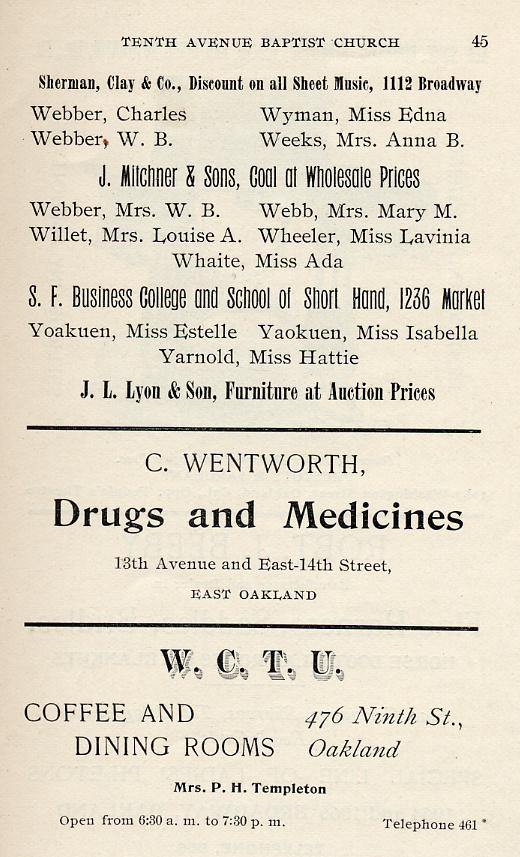 TENTH AVENUE BAPTIST CHURCH 45
Sherman, Clay & Co., Discount on all Sheet Music, 1112 Broadway
Webber, Charles Wyman, Miss Edna
Webber, W. B. Weeks, Mrs. Anna B.
J. Mitchner & Sons, Coal at Wholesale Prices
Webber, Mrs. W. B. Webb, Mrs. Mary M.
Willet, Mrs. Louise A. Wheeler, Miss Lavinia
Whaite, Miss Ada
S. F. Business College and School of Short Hand, 1236 Market
Yoakuen, Miss Estelle Yaokuen, Miss Isabella
Yarnold, Miss Hattie
J. L. Lyon & Son, Furniture at Auction Prices
C. WENTWORTH,
Drugs and Medicines
13th Avenue and East-14th Street,
EAST OAKLAND
W. C. T. U.
COFFEE AND 476 Ninth St.,
DINING ROOMS Oakland
Mrs. P. H. Templeton
Open from 6:30 a. m. to 7:30 p. m. Telephone 461